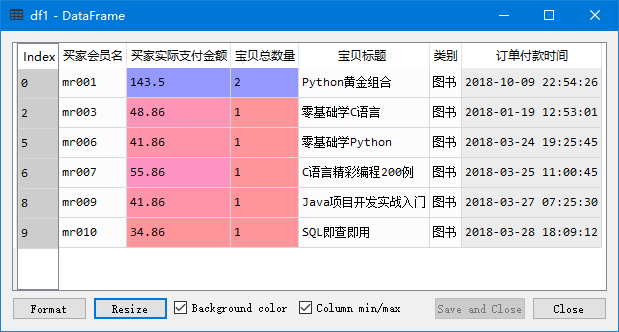 df1 - DataFrame
Index 买家会员名 买家实际支付金额 宝贝总数量 宝贝标题 类别 订单付款时间
0 mr001 143.5 2 Python黄金组合 图书 2018-10-09 22:54:26
2 mr003 48.86 1 零基础学C语言 图书 2018-01-19 12:53:01
5 mr006 41.86 1 零基础学Python 图书 2018-03-24 19:25:45
6 mr007 55.86 1 C语言精彩编程200例 图书 2018-03-25 11:00:45
8 mr009 41.86 1 Java项目开发实战入门 图书 2018-03-27 07:25:30
9 mr010 34.86 1 SQL即查即用 图书 2018-03-28 18:09:12
Format Resize Background color Column min/max Save and Close Close